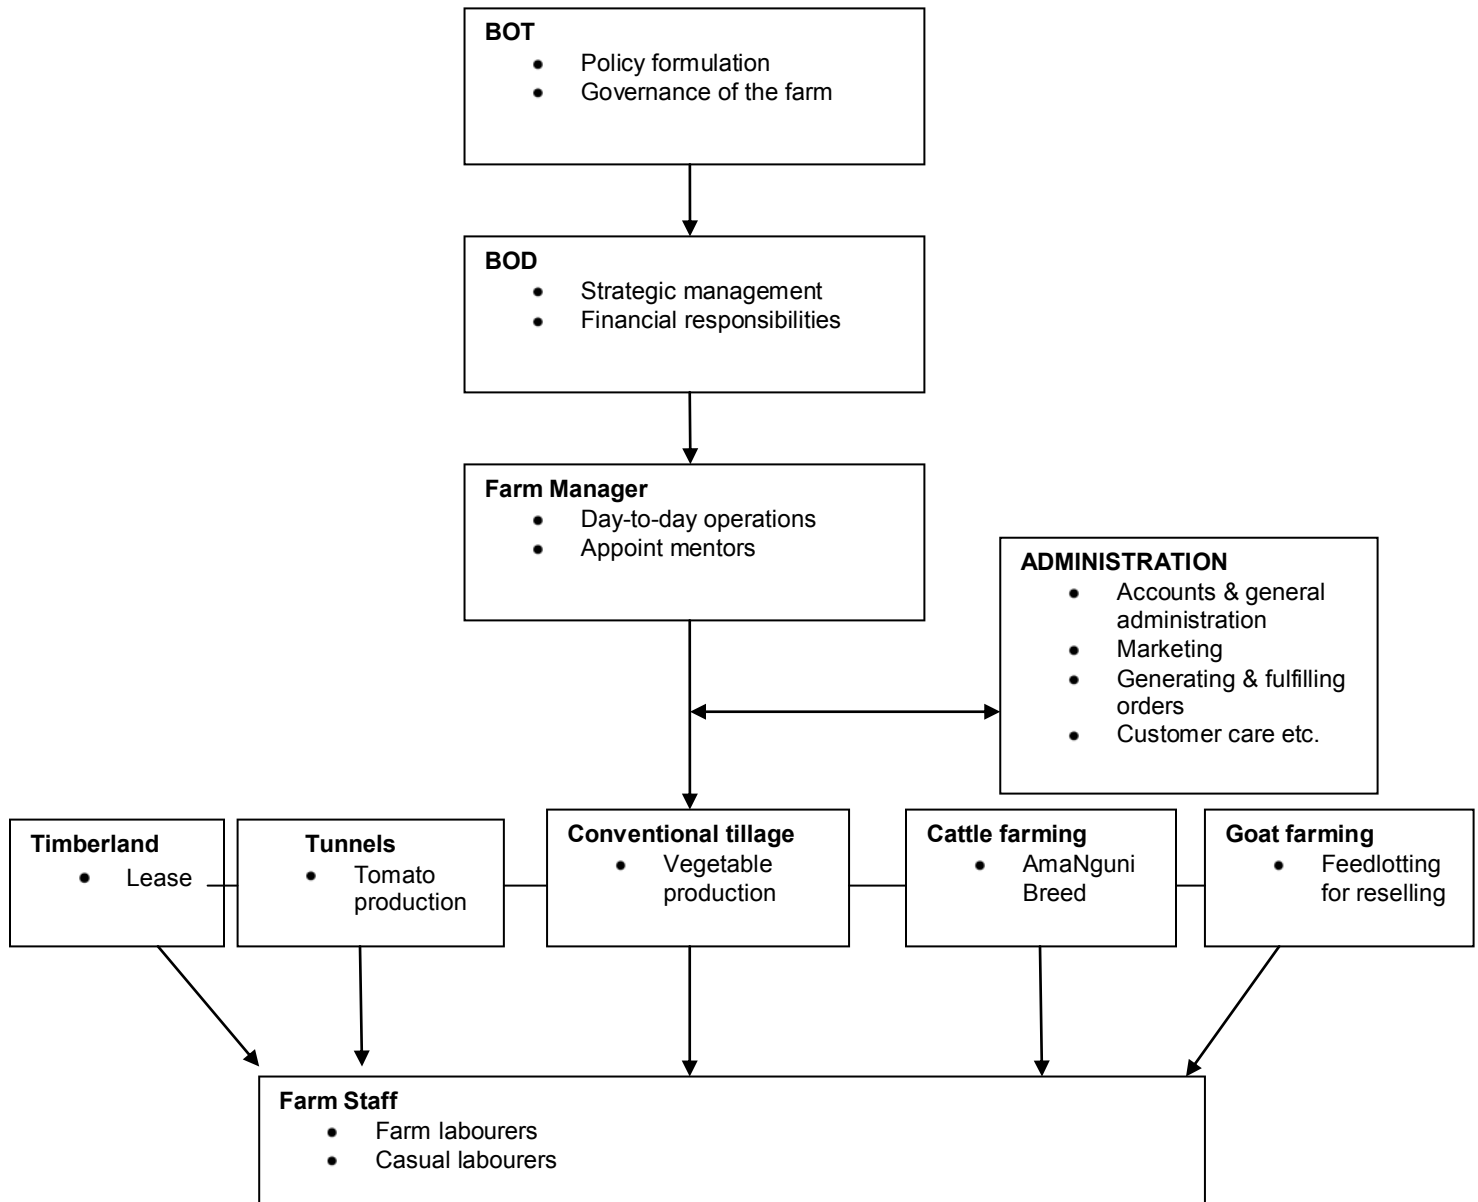 BOT
• Policy formulation
• Governance of the farm
BOD
• Strategic management
• Financial responsibilities
Farm Manager
• Day-to-day operations
• Appoint mentors
ADMINISTRATION
• Accounts & general
administration
• Marketing
• Generating & fulfilling
orders
• Customer care etc.
Timberland
• Lease
Tunnels
• Tomato
production
Conventional tillage
• Vegetable
production
Cattle farming
• AmaNguni
Breed
Goat farming
• Feedlotting
for reselling
Farm Staff
• Farm labourers
• Casual labourers